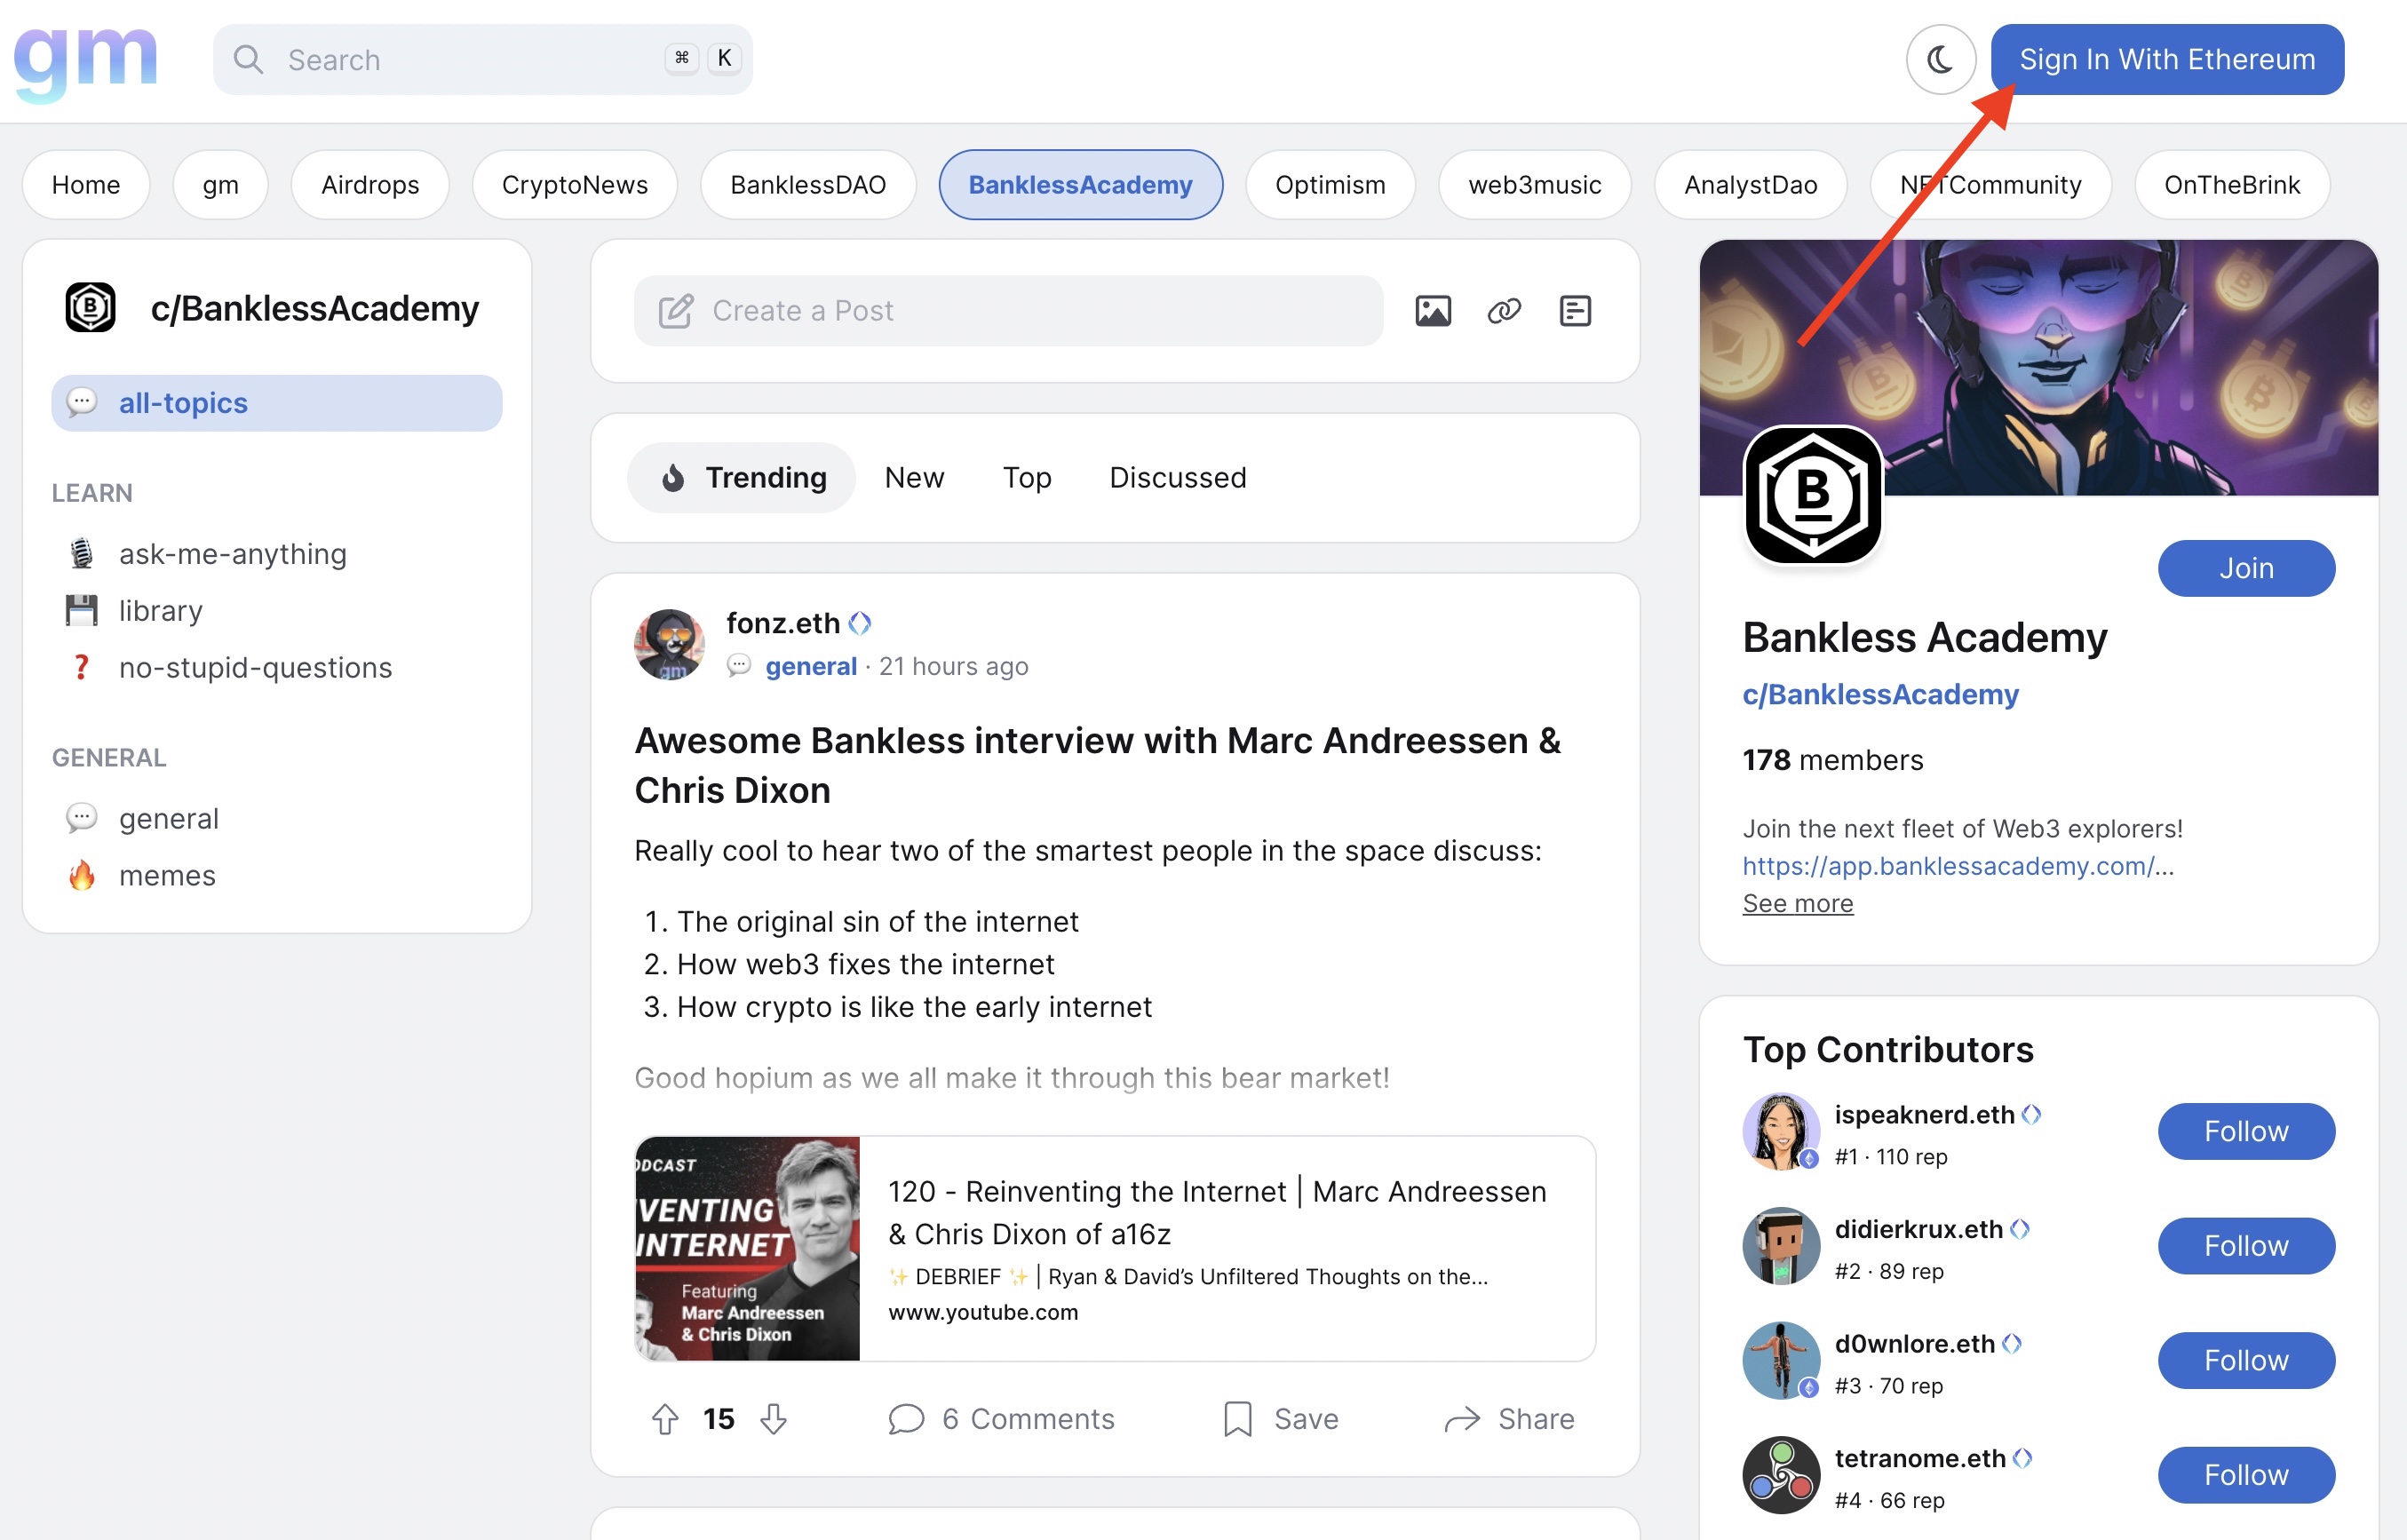 gm
Search ⌘ K
Sign In With Ethereum
Home gm Airdrops CryptoNews BanklessDAO BanklessAcademy Optimism web3music AnalystDao NFTCommunity OnTheBrink
c/BanklessAcademy
all-topics
LEARN
ask-me-anything
library
no-stupid-questions
GENERAL
general
memes
Create a Post
Trending New Top Discussed
fonz.eth
general · 21 hours ago
Awesome Bankless interview with Marc Andreessen &
Chris Dixon
Really cool to hear two of the smartest people in the space discuss:
1. The original sin of the internet
2. How web3 fixes the internet
3. How crypto is like the early internet
Good hopium as we all make it through this bear market!
ODCAST
VENTING
INTERNET
Featuring
Marc Andreessen
& Chris Dixon
120 - Reinventing the Internet | Marc Andreessen
& Chris Dixon of a16z
✨ DEBRIEF ✨ | Ryan & David’s Unfiltered Thoughts on the...
www.youtube.com
15 6 Comments Save Share
B
Join
Bankless Academy
c/BanklessAcademy
178 members
Join the next fleet of Web3 explorers!
https://app.banklessacademy.com/...
See more
Top Contributors
ispeaknerd.eth
#1 · 110 rep
Follow
didierkrux.eth
#2 · 89 rep
Follow
d0wnlore.eth
#3 · 70 rep
Follow
tetranome.eth
#4 · 66 rep
Follow